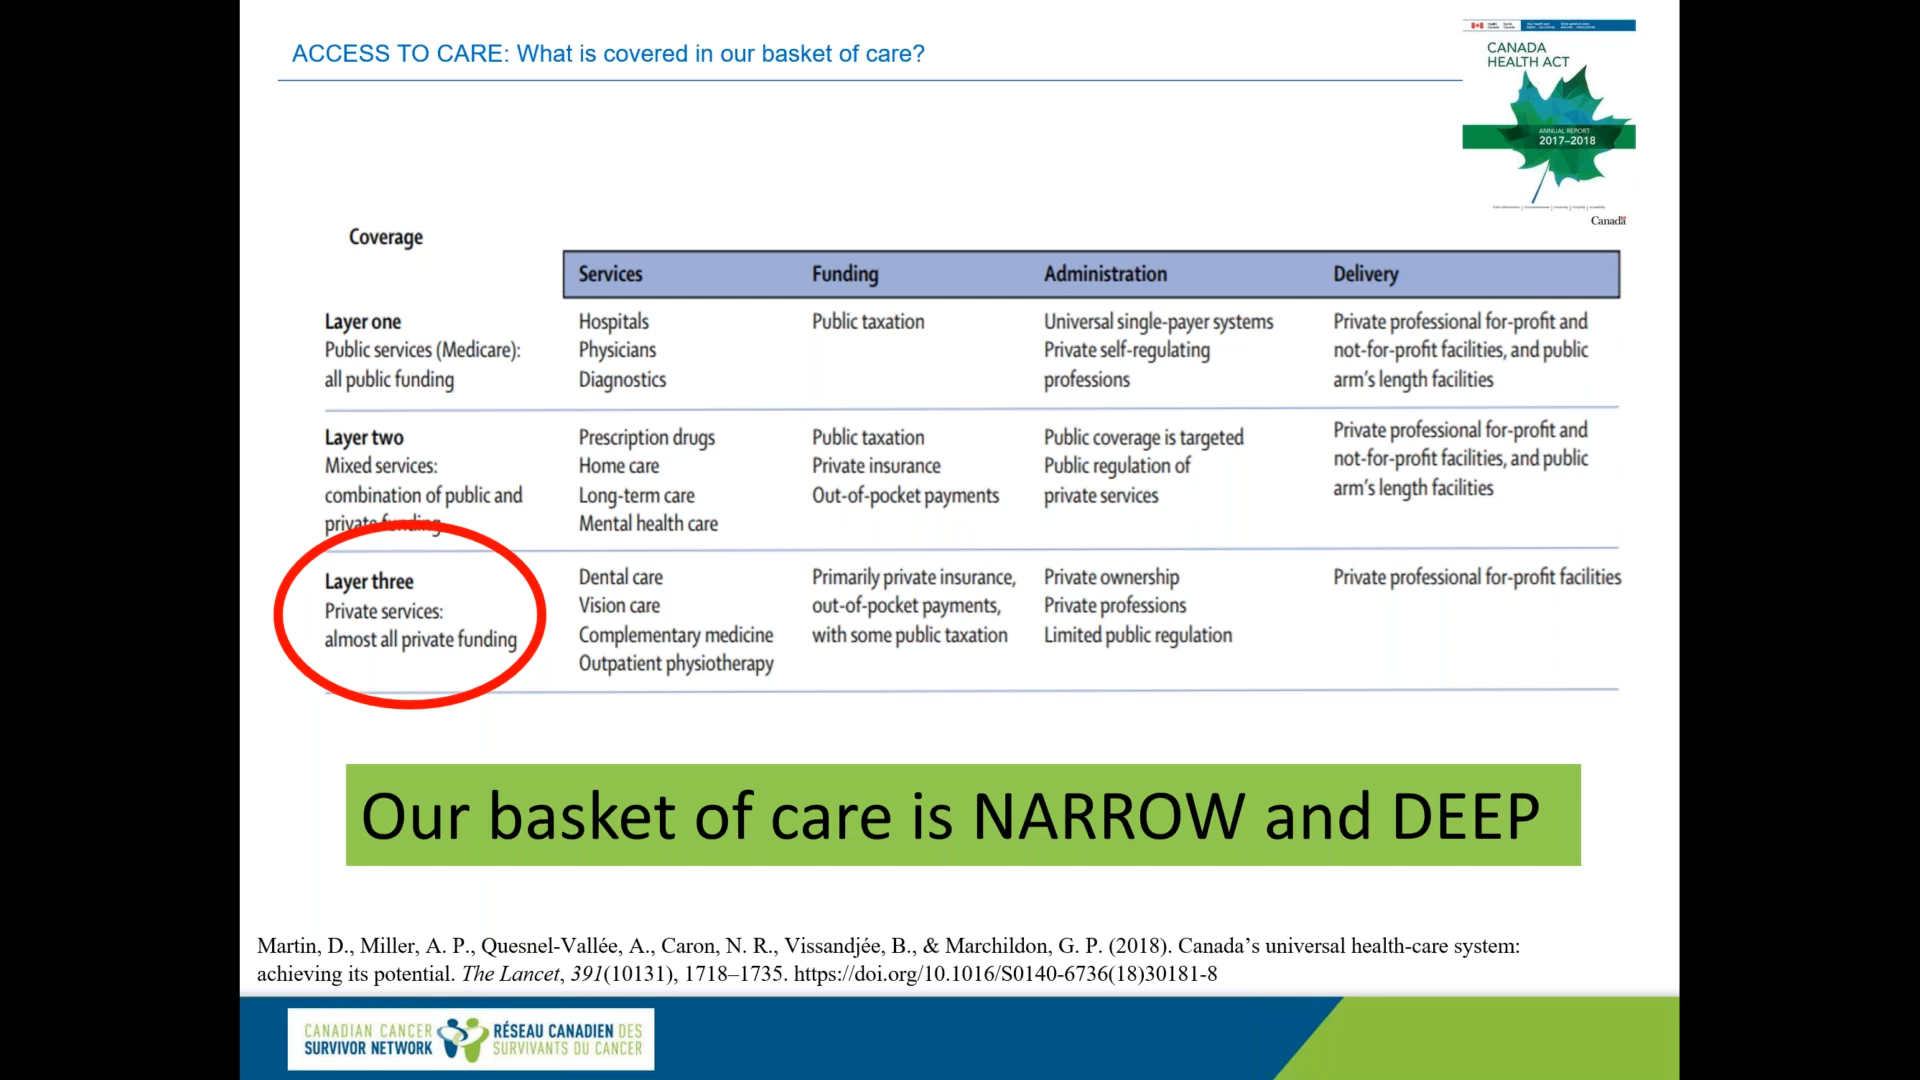 ACCESS TO CARE: What is covered in our basket of care?
CANADA
HEALTH ACT
ANNUAL REPORT
2017–2018
Canada
Coverage
Services Funding Administration Delivery
Layer one
Public services (Medicare):
all public funding
Hospitals
Physicians
Diagnostics
Public taxation
Universal single-payer systems
Private self-regulating
professions
Private professional for-profit and
not-for-profit facilities, and public
arm's length facilities
Layer two
Mixed services:
combination of public and
private funding
Prescription drugs
Home care
Long-term care
Mental health care
Public taxation
Private insurance
Out-of-pocket payments
Public coverage is targeted
Public regulation of
private services
Private professional for-profit and
not-for-profit facilities, and public
arm's length facilities
Layer three
Private services:
almost all private funding
Dental care
Vision care
Complementary medicine
Outpatient physiotherapy
Primarily private insurance,
out-of-pocket payments,
with some public taxation
Private ownership
Private professions
Limited public regulation
Private professional for-profit facilities
Our basket of care is NARROW and DEEP
Martin, D., Miller, A. P., Quesnel-Vallée, A., Caron, N. R., Vissandjée, B., & Marchildon, G. P. (2018). Canada's universal health-care system:
achieving its potential. The Lancet, 391(10131), 1718–1735. https://doi.org/10.1016/S0140-6736(18)30181-8
CANADIAN CANCER
SURVIVOR NETWORK
RÉSEAU CANADIEN DES
SURVIVANTS DU CANCER